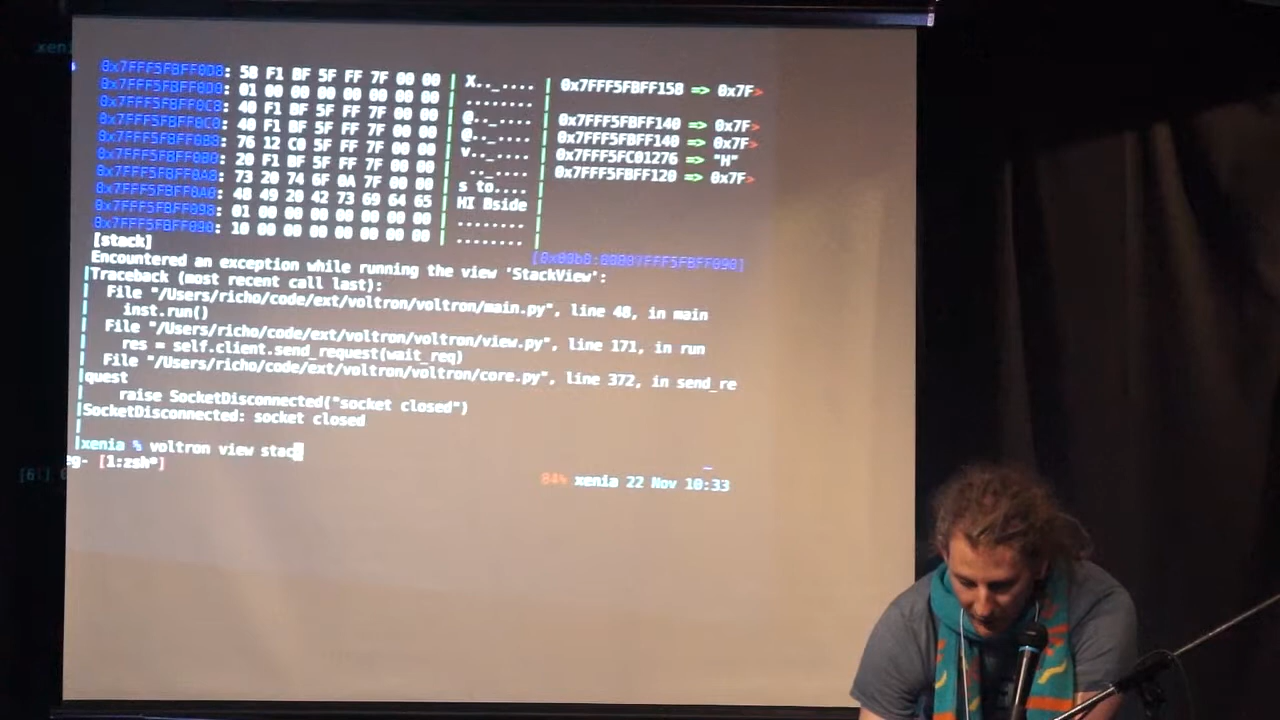 0x7FFF5FBFF0D8: 58 F1 BF 5F FF 7F 00 00 | X.._.... | 0x7FFF5FBFF158 => 0x7F>
0x7FFF5FBFF0D0: 01 00 00 00 00 00 00 00 | ........ |
0x7FFF5FBFF0C8: 40 F1 BF 5F FF 7F 00 00 | @.._.... | 0x7FFF5FBFF140 => 0x7F>
0x7FFF5FBFF0C0: 40 F1 BF 5F FF 7F 00 00 | @.._.... | 0x7FFF5FBFF140 => 0x7F>
0x7FFF5FBFF0B8: 76 12 C0 5F FF 7F 00 00 | v.._.... | 0x7FFF5FC01276 => "H"
0x7FFF5FBFF0B0: 20 F1 BF 5F FF 7F 00 00 | .._.... | 0x7FFF5FBFF120 => 0x7F>
0x7FFF5FBFF0A8: 73 20 74 6F 0A 7F 00 00 | s to.... |
0x7FFF5FBFF0A0: 48 49 20 42 73 69 64 65 | HI Bside |
0x7FFF5FBFF098: 01 00 00 00 00 00 00 00 | ........ |
0x7FFF5FBFF090: 10 00 00 00 00 00 00 00 | ........ |
[stack] [0x00b0:00007FFF5FBFF090]
Encountered an exception while running the view 'StackView':
|Traceback (most recent call last):
| File "/Users/richo/code/ext/voltron/voltron/main.py", line 48, in main
| inst.run()
| File "/Users/richo/code/ext/voltron/voltron/view.py", line 171, in run
| res = self.client.send_request(wait_req)
| File "/Users/richo/code/ext/voltron/voltron/core.py", line 372, in send_re
|quest
| raise SocketDisconnected("socket closed")
|SocketDisconnected: socket closed
|
|xenia % voltron view stac
eg- [1:zsh*] 84% xenia 22 Nov 10:33